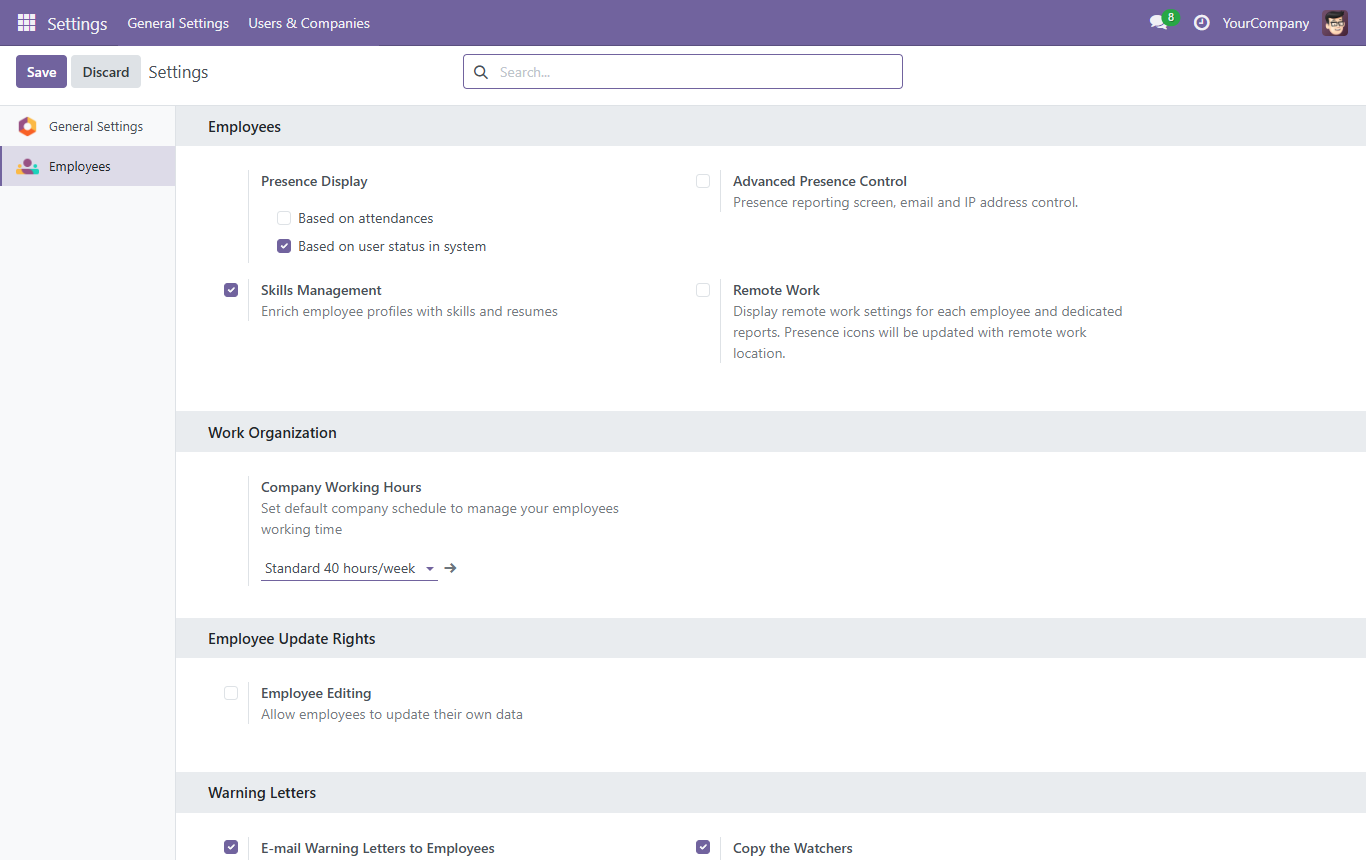 Settings
General Settings
Users & Companies
8
YourCompany
Save
Discard
Settings
Search...
General Settings
Employees
Employees
Presence Display
Based on attendances
Based on user status in system
Advanced Presence Control
Presence reporting screen, email and IP address control.
Skills Management
Enrich employee profiles with skills and resumes
Remote Work
Display remote work settings for each employee and dedicated
reports. Presence icons will be updated with remote work
location.
Work Organization
Company Working Hours
Set default company schedule to manage your employees
working time
Standard 40 hours/week
Employee Update Rights
Employee Editing
Allow employees to update their own data
Warning Letters
E-mail Warning Letters to Employees
Copy the Watchers